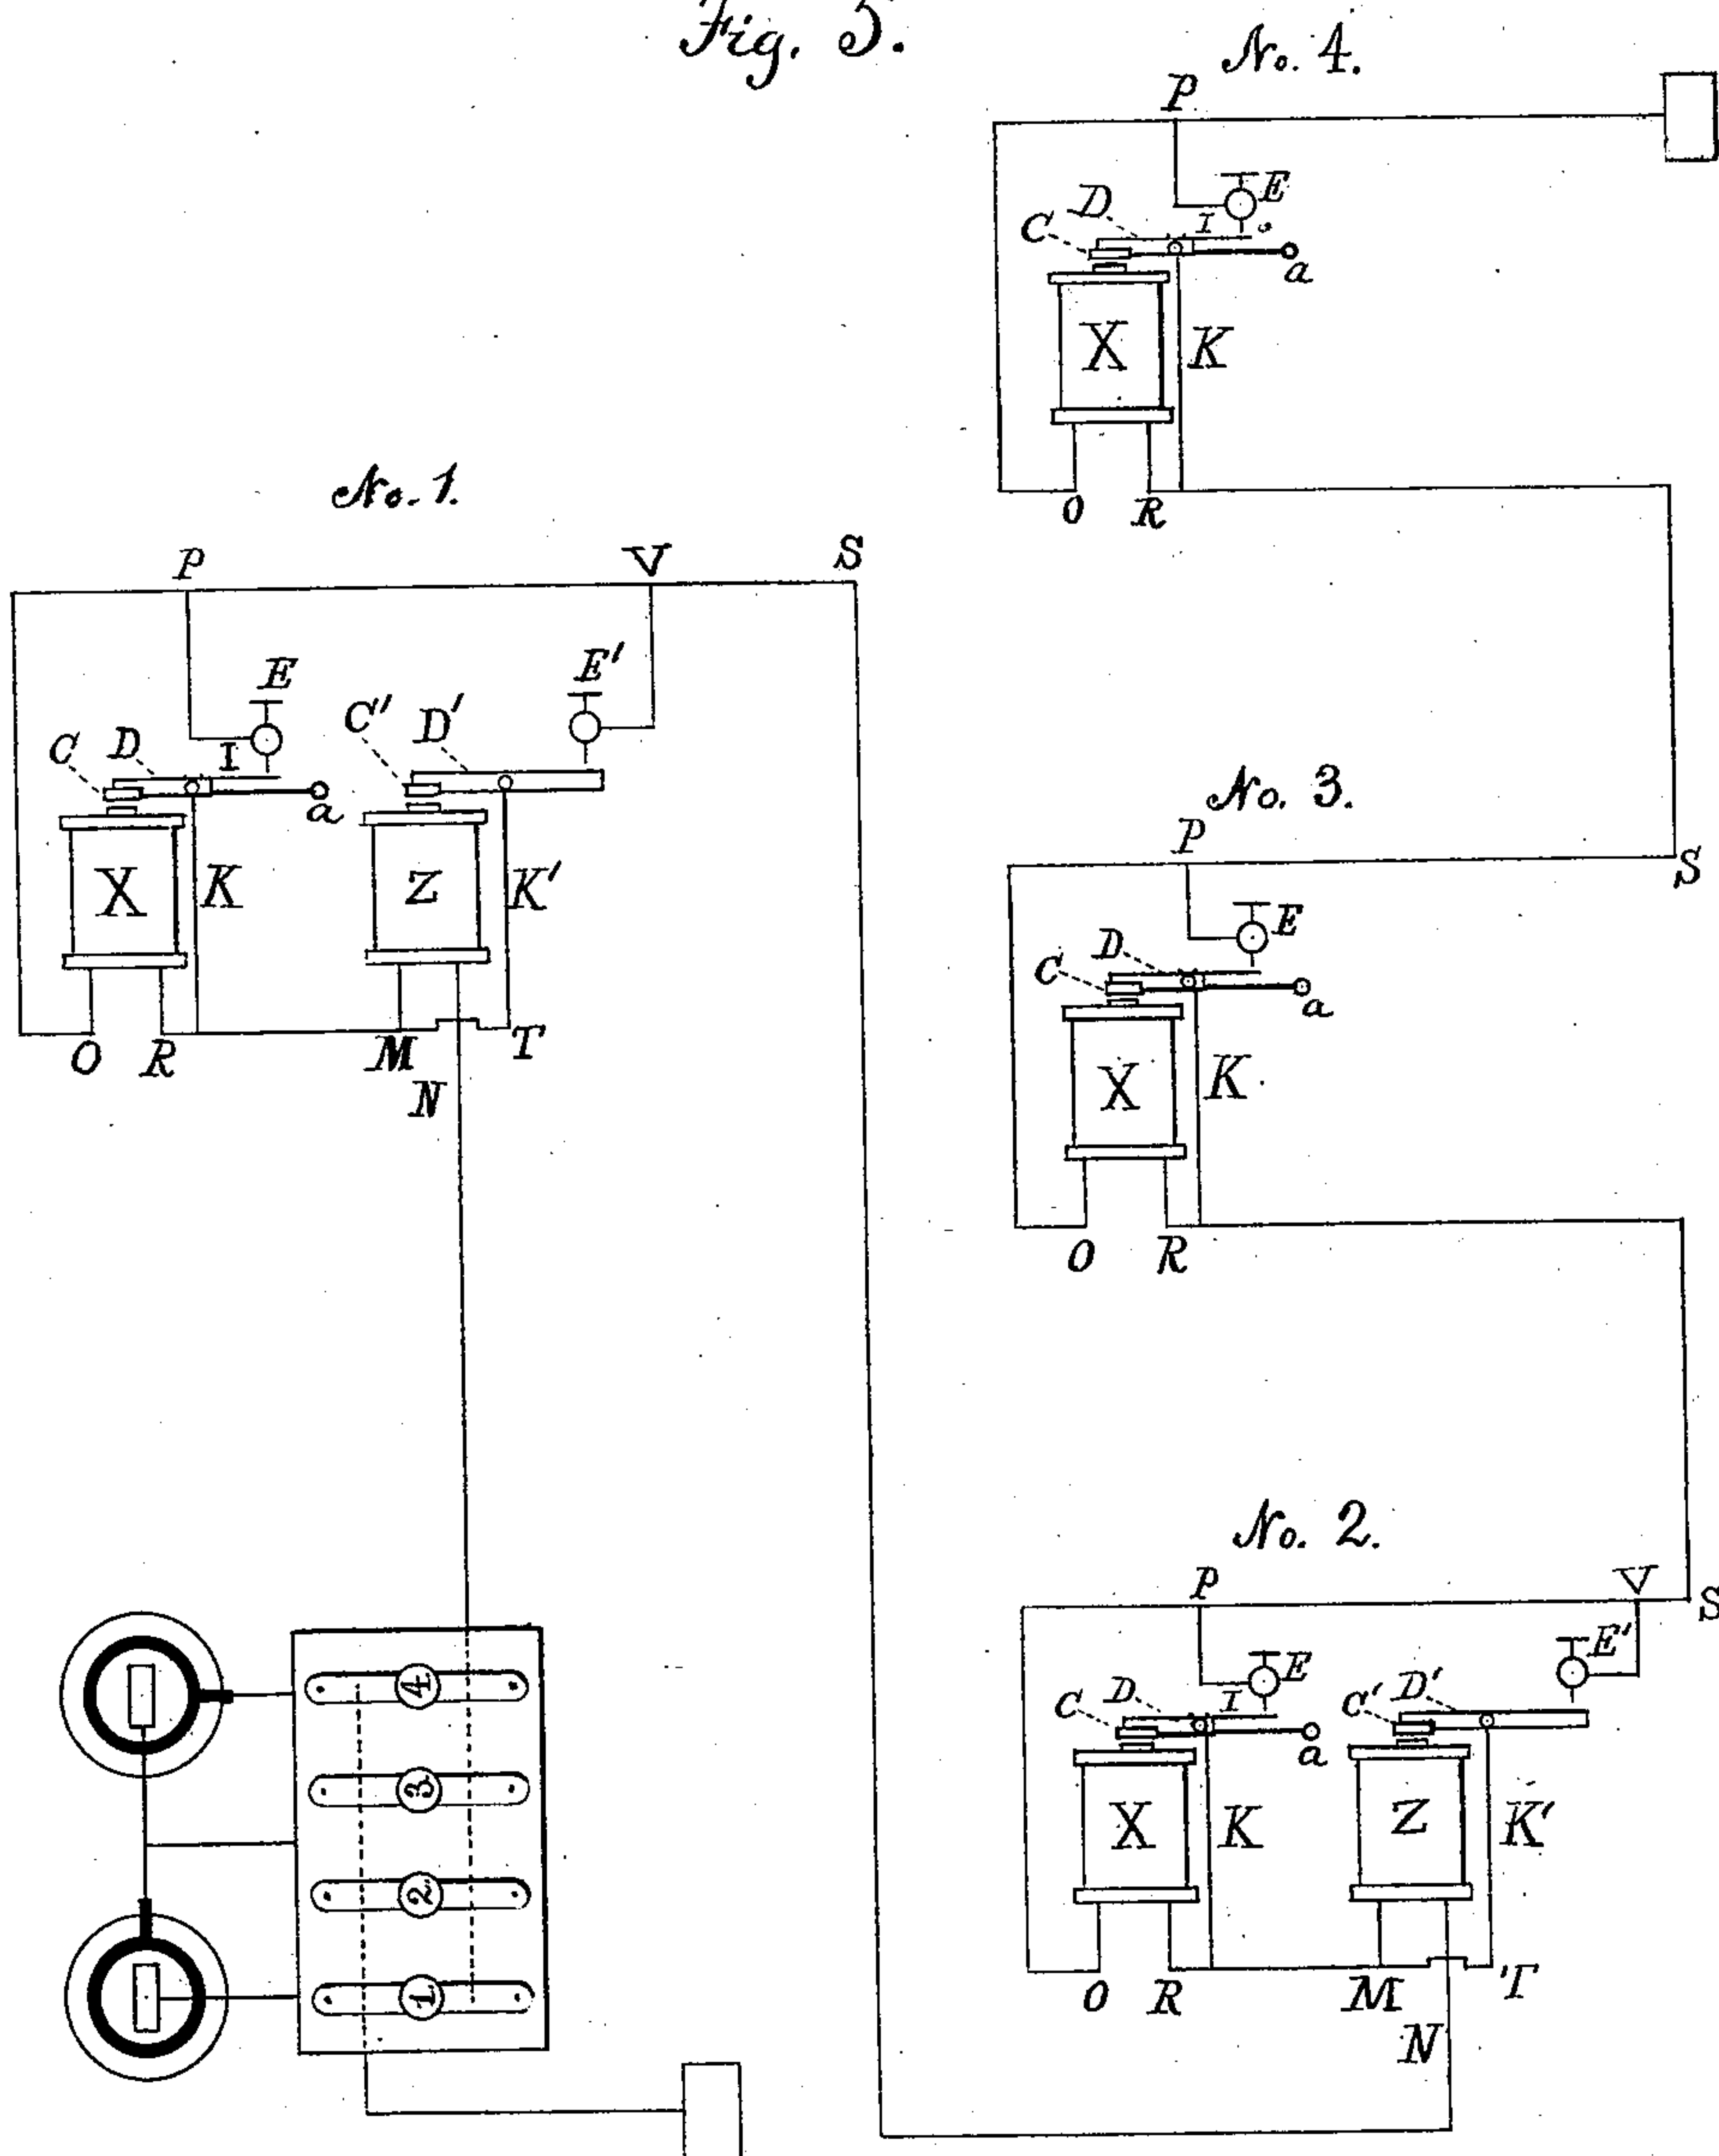 Fig. 5.
No. 4.
P
E
D
I
C
a
X
K
O
R
No. 1.
P
V
S
E
E'
C'
D'
C
D
I
a
X
K
Z
K'
O
R
M
T
N
No. 3.
P
S
E
D
C
a
X
K
O
R
No. 2.
P
V
S
E
E'
C
D
I
C'
D'
a
X
K
Z
K'
O
R
M
T
N
4
3
2
1